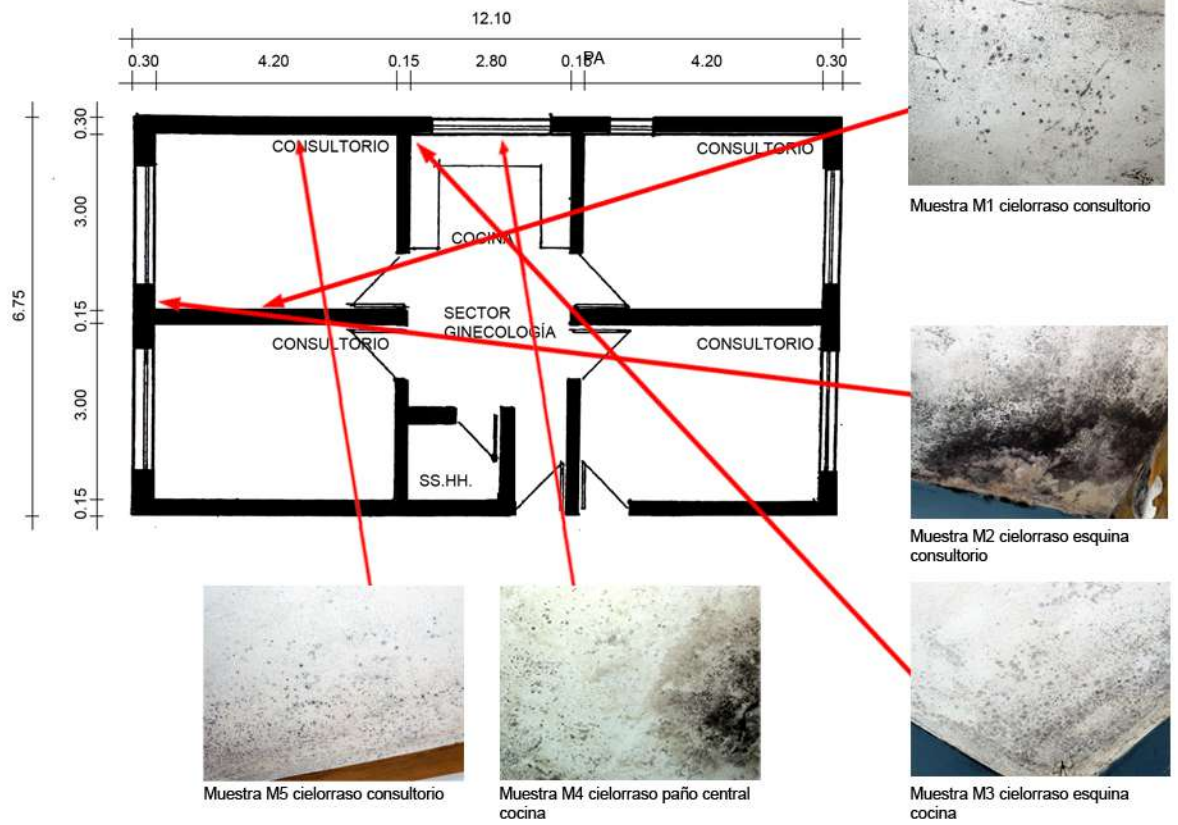 12.10
0.30
4.20
0.15
2.80
0.15
PA
4.20
0.30
0.30
3.00
6.75
0.15
3.00
0.15
CONSULTORIO
CONSULTORIO
COCINA
SECTOR
GINECOLOGÍA
CONSULTORIO
CONSULTORIO
SS.HH.
Muestra M1 cielorraso consultorio
Muestra M2 cielorraso esquina
consultorio
Muestra M5 cielorraso consultorio
Muestra M4 cielorraso paño central
cocina
Muestra M3 cielorraso esquina
cocina